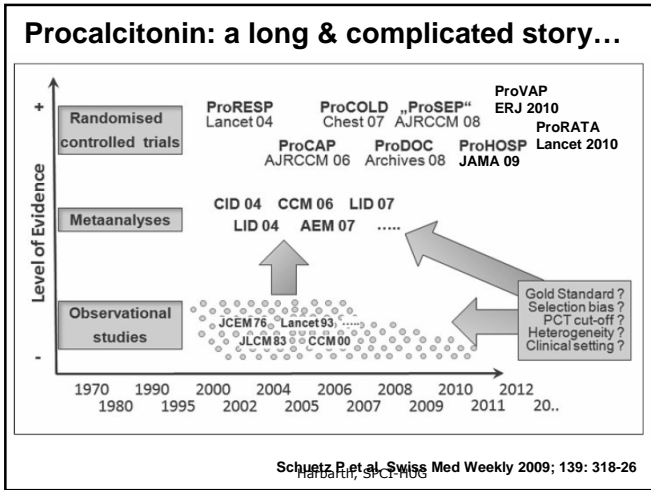 Procalcitonin: a long & complicated story…
Level of Evidence
+
-
Randomised
controlled trials
Metaanalyses
Observational
studies
ProRESP
Lancet 04
ProCOLD
Chest 07
„ProSEP“
AJRCCM 08
ProVAP
ERJ 2010
ProCAP
AJRCCM 06
ProDOC
Archives 08
ProHOSP
JAMA 09
ProRATA
Lancet 2010
CID 04 CCM 06 LID 07
LID 04 AEM 07 .....
JCEM 76 Lancet 93 .....
JLCM 83 CCM 00
Gold Standard ?
Selection bias ?
PCT cut-off ?
Heterogeneity ?
Clinical setting ?
1970 1990 2000 2004 2006 2008 2010 2012
1980 1995 2002 2005 2007 2009 2011 20..
Schuetz P et al. Swiss Med Weekly 2009; 139: 318-26
Harbarth, SPCI-HUG